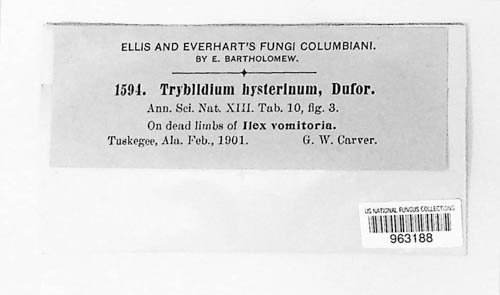 ELLIS AND EVERHART'S FUNGI COLUMBIANI.
BY E. BARTHOLOMEW.
1594. Tryblidium hysterinum, Dufor.
Ann. Sci. Nat. XIII. Tab. 10, fig. 3.
On dead limbs of Ilex vomitoria.
Tuskegee, Ala. Feb., 1901. G. W. Carver.
US NATIONAL FUNGUS COLLECTIONS
963188